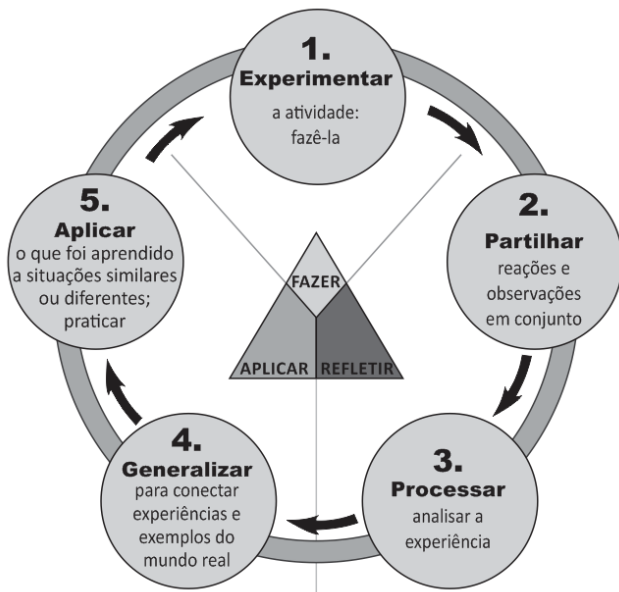 1.
Experimentar
a atividade:
fazê-la
2.
Partilhar
reações e
observações
em conjunto
3.
Processar
analisar a
experiência
4.
Generalizar
para conectar
experiências e
exemplos do
mundo real
5.
Aplicar
o que foi aprendido
a situações similares
ou diferentes;
praticar
FAZER
APLICAR REFLETIR